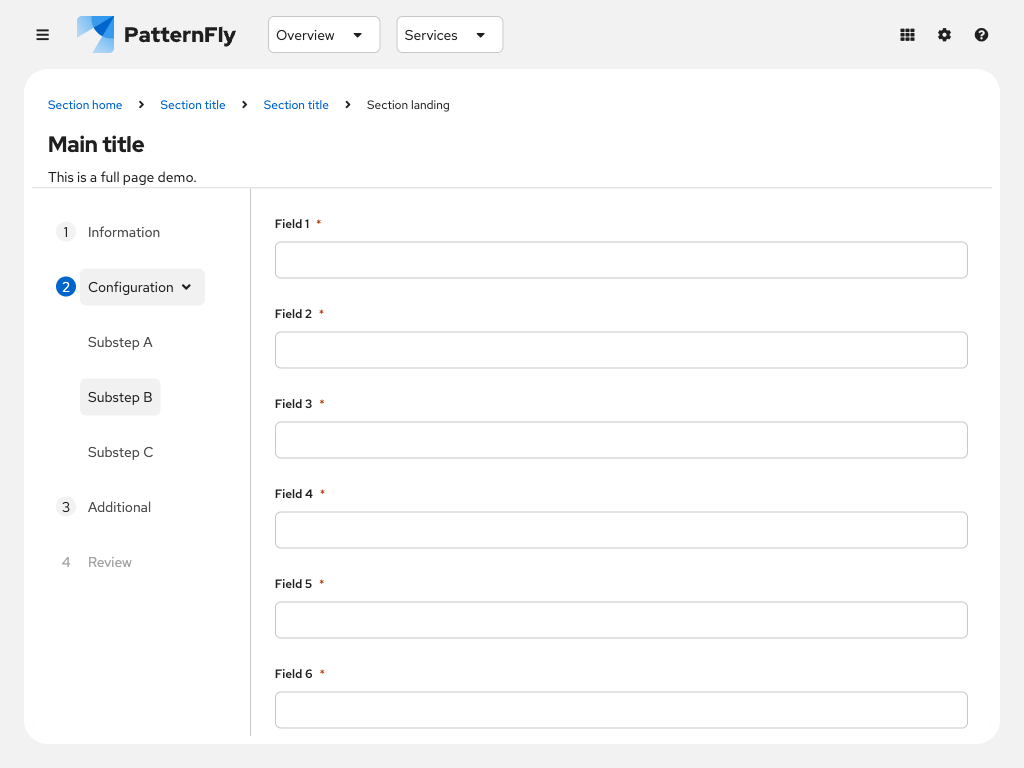 PatternFly
Overview
Services
Section home
Section title
Section title
Section landing
Main title
This is a full page demo.
1 Information
2 Configuration
Substep A
Substep B
Substep C
3 Additional
4 Review
Field 1 *
Field 2 *
Field 3 *
Field 4 *
Field 5 *
Field 6 *